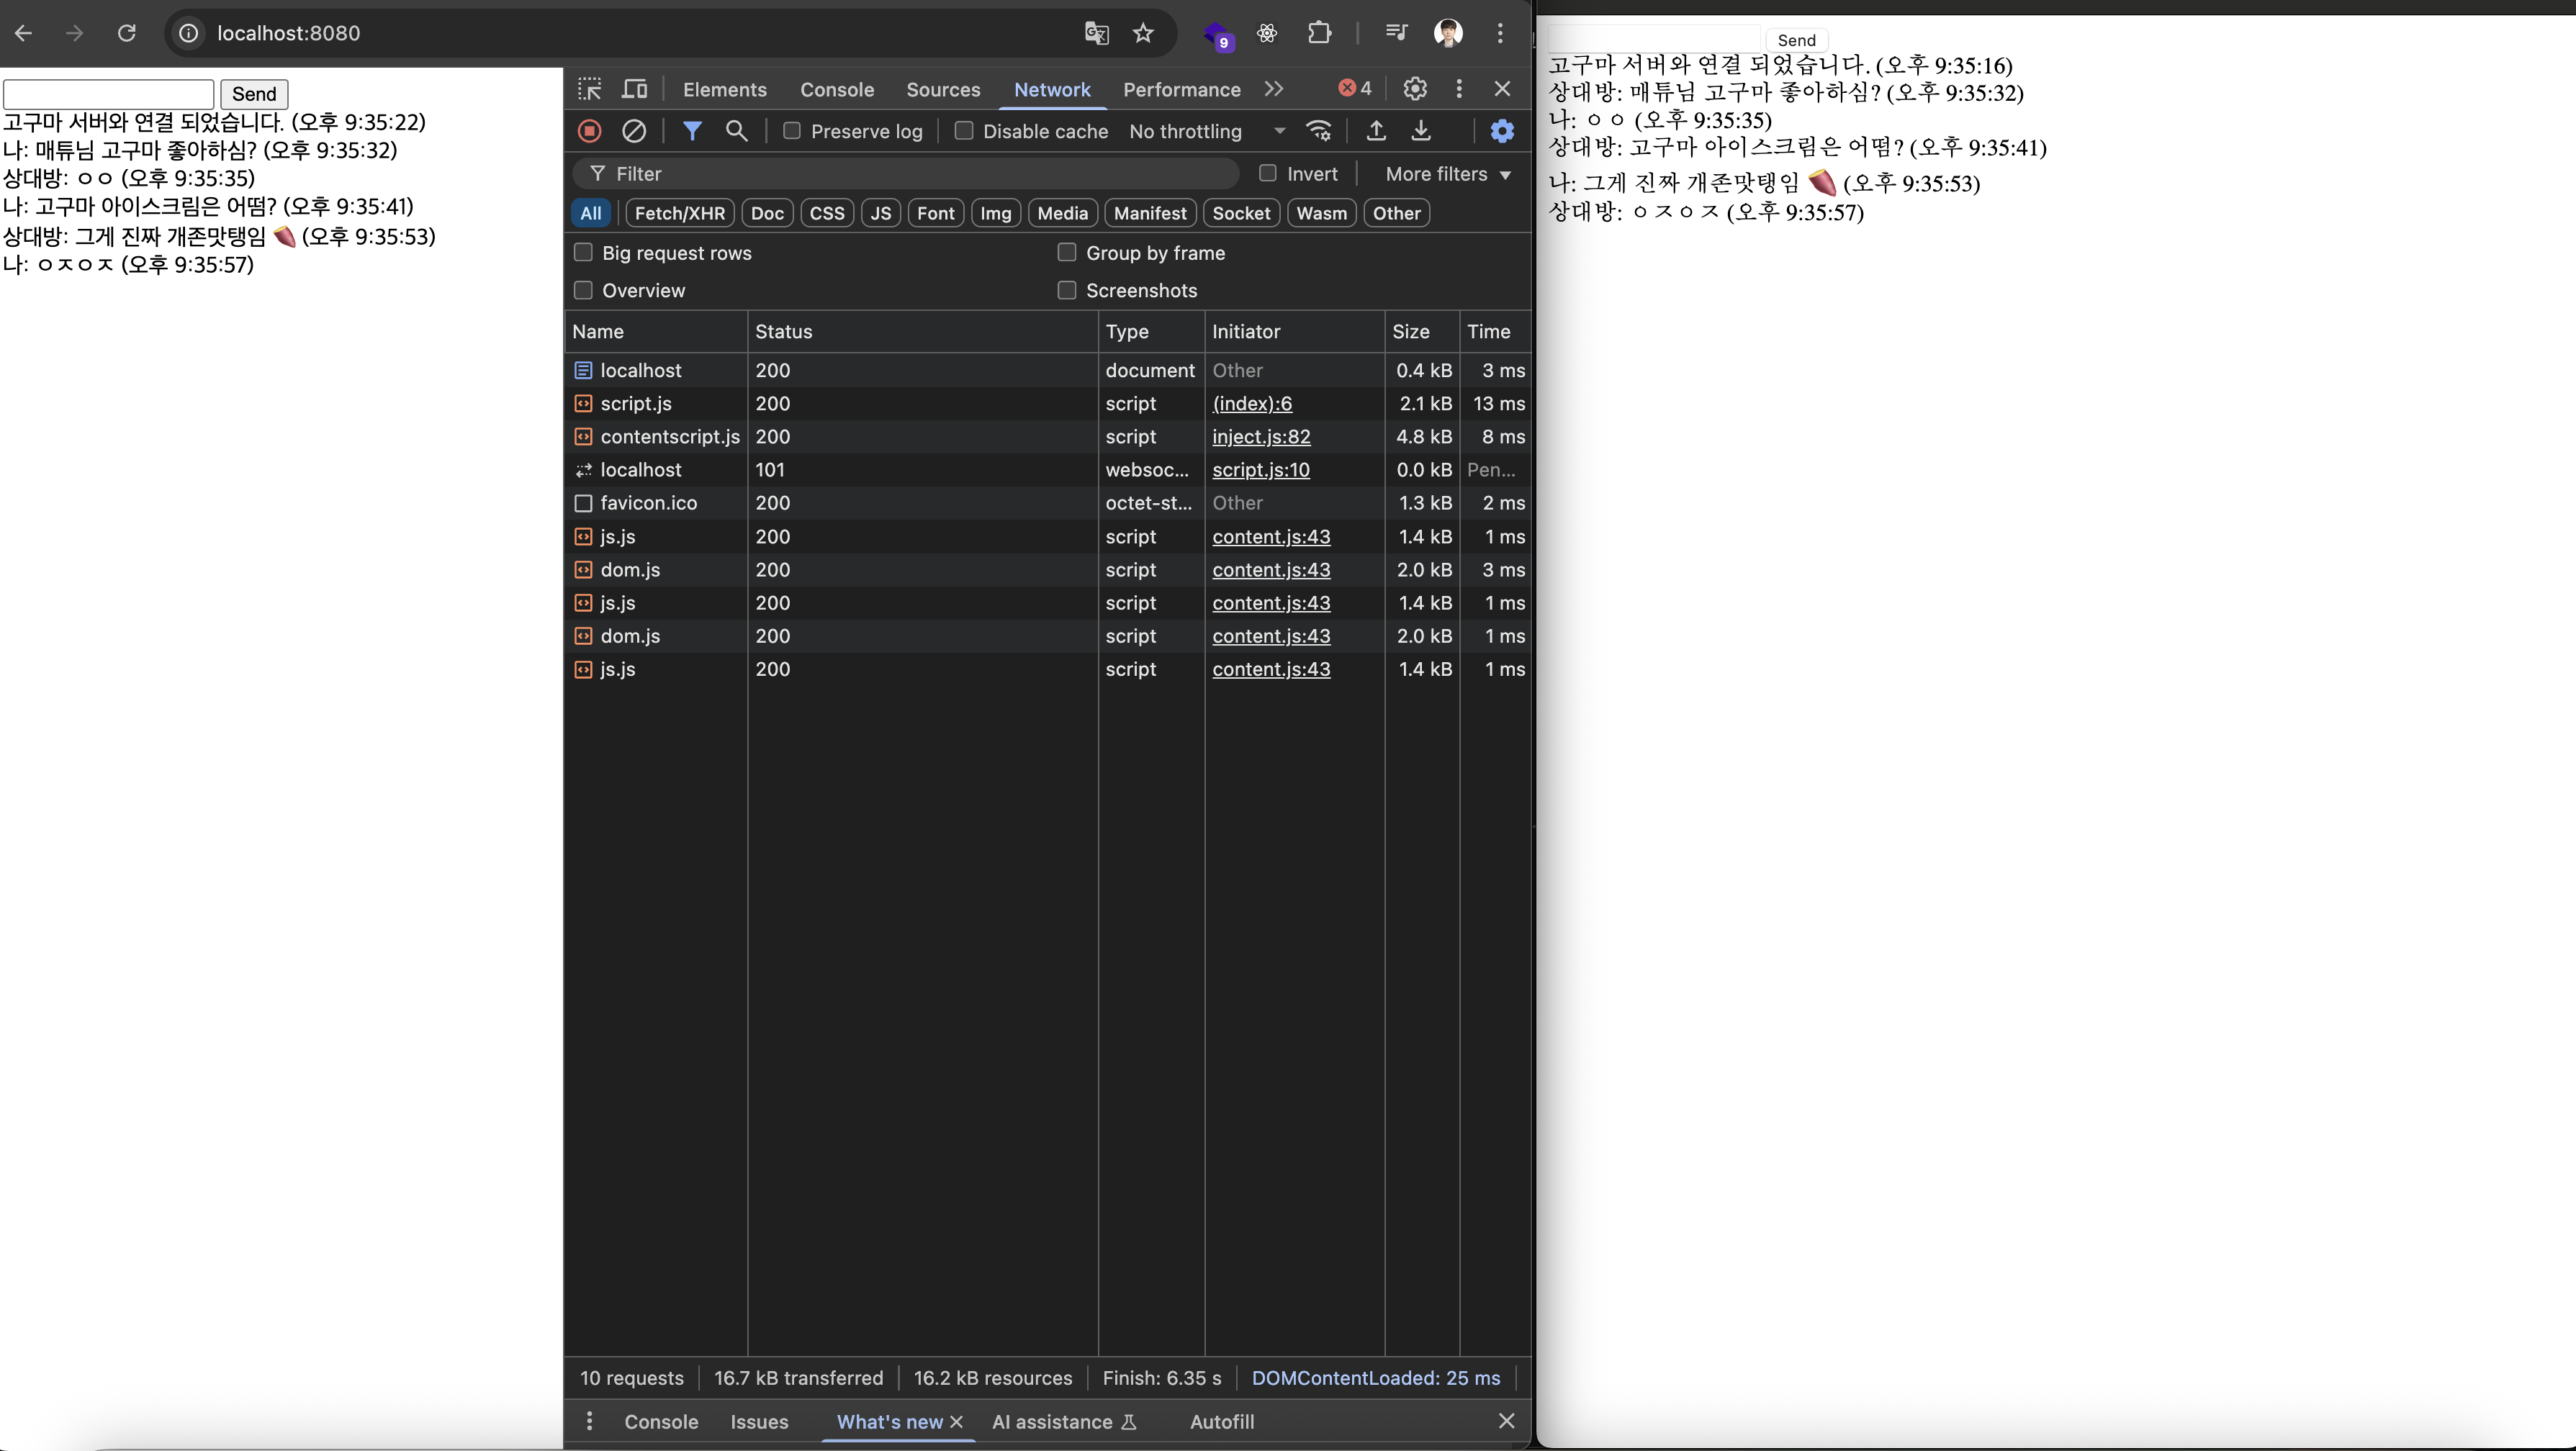 localhost:8080
9
Send
고구마 서버와 연결 되었습니다. (오후 9:35:22)
나: 매튜님 고구마 좋아하심? (오후 9:35:32)
상대방: ㅇㅇ (오후 9:35:35)
나: 고구마 아이스크림은 어떰? (오후 9:35:41)
상대방: 그게 진짜 개존맛탱임 🍠 (오후 9:35:53)
나: ㅇㅈㅇㅈ (오후 9:35:57)
Elements Console Sources Network Performance 4
Preserve log Disable cache No throttling
Filter Invert More filters
All Fetch/XHR Doc CSS JS Font Img Media Manifest Socket Wasm Other
Big request rows Group by frame
Overview Screenshots
Name Status Type Initiator Size Time
localhost 200 document Other 0.4 kB 3 ms
script.js 200 script (index):6 2.1 kB 13 ms
contentscript.js 200 script inject.js:82 4.8 kB 8 ms
localhost 101 websoc... script.js:10 0.0 kB Pen...
favicon.ico 200 octet-st... Other 1.3 kB 2 ms
js.js 200 script content.js:43 1.4 kB 1 ms
dom.js 200 script content.js:43 2.0 kB 3 ms
js.js 200 script content.js:43 1.4 kB 1 ms
dom.js 200 script content.js:43 2.0 kB 1 ms
js.js 200 script content.js:43 1.4 kB 1 ms
10 requests 16.7 kB transferred 16.2 kB resources Finish: 6.35 s DOMContentLoaded: 25 ms
Console Issues What's new AI assistance Autofill
Send
고구마 서버와 연결 되었습니다. (오후 9:35:16)
상대방: 매튜님 고구마 좋아하심? (오후 9:35:32)
나: ㅇㅇ (오후 9:35:35)
상대방: 고구마 아이스크림은 어떰? (오후 9:35:41)
나: 그게 진짜 개존맛탱임 🍠 (오후 9:35:53)
상대방: ㅇㅈㅇㅈ (오후 9:35:57)